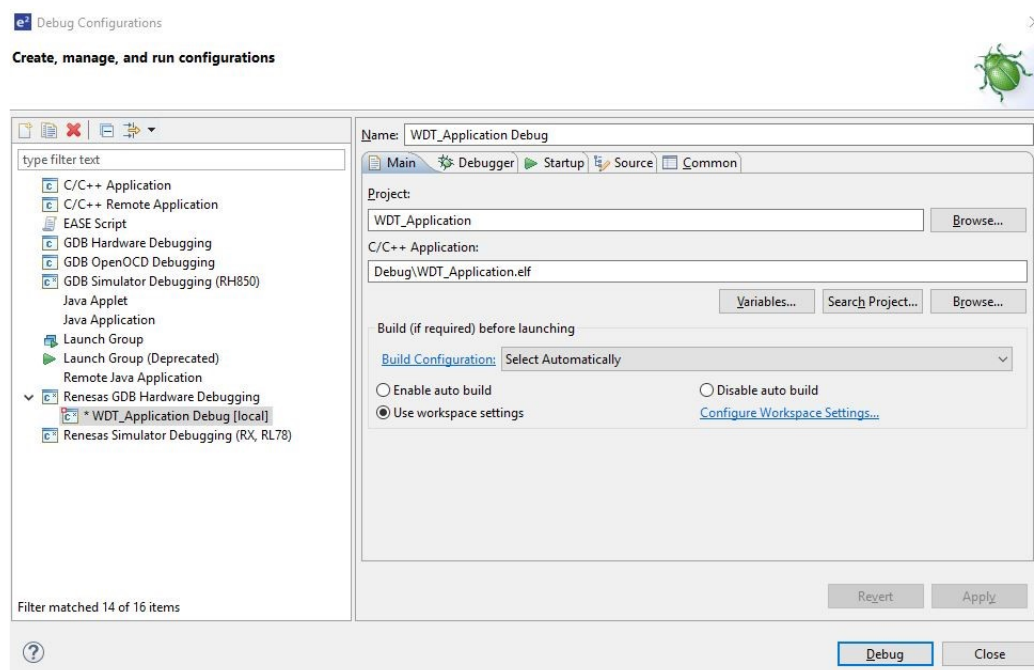 e² Debug Configurations
Create, manage, and run configurations
type filter text
C/C++ Application
C/C++ Remote Application
EASE Script
GDB Hardware Debugging
GDB OpenOCD Debugging
GDB Simulator Debugging (RH850)
Java Applet
Java Application
Launch Group
Launch Group (Deprecated)
Remote Java Application
Renesas GDB Hardware Debugging
* WDT_Application Debug [local]
Renesas Simulator Debugging (RX, RL78)
Filter matched 14 of 16 items
Name: WDT_Application Debug
Main Debugger Startup Source Common
Project:
WDT_Application Browse...
C/C++ Application:
Debug\WDT_Application.elf
Variables... Search Project... Browse...
Build (if required) before launching
Build Configuration: Select Automatically
Enable auto build Disable auto build
Use workspace settings Configure Workspace Settings...
Revert Apply
? Debug Close